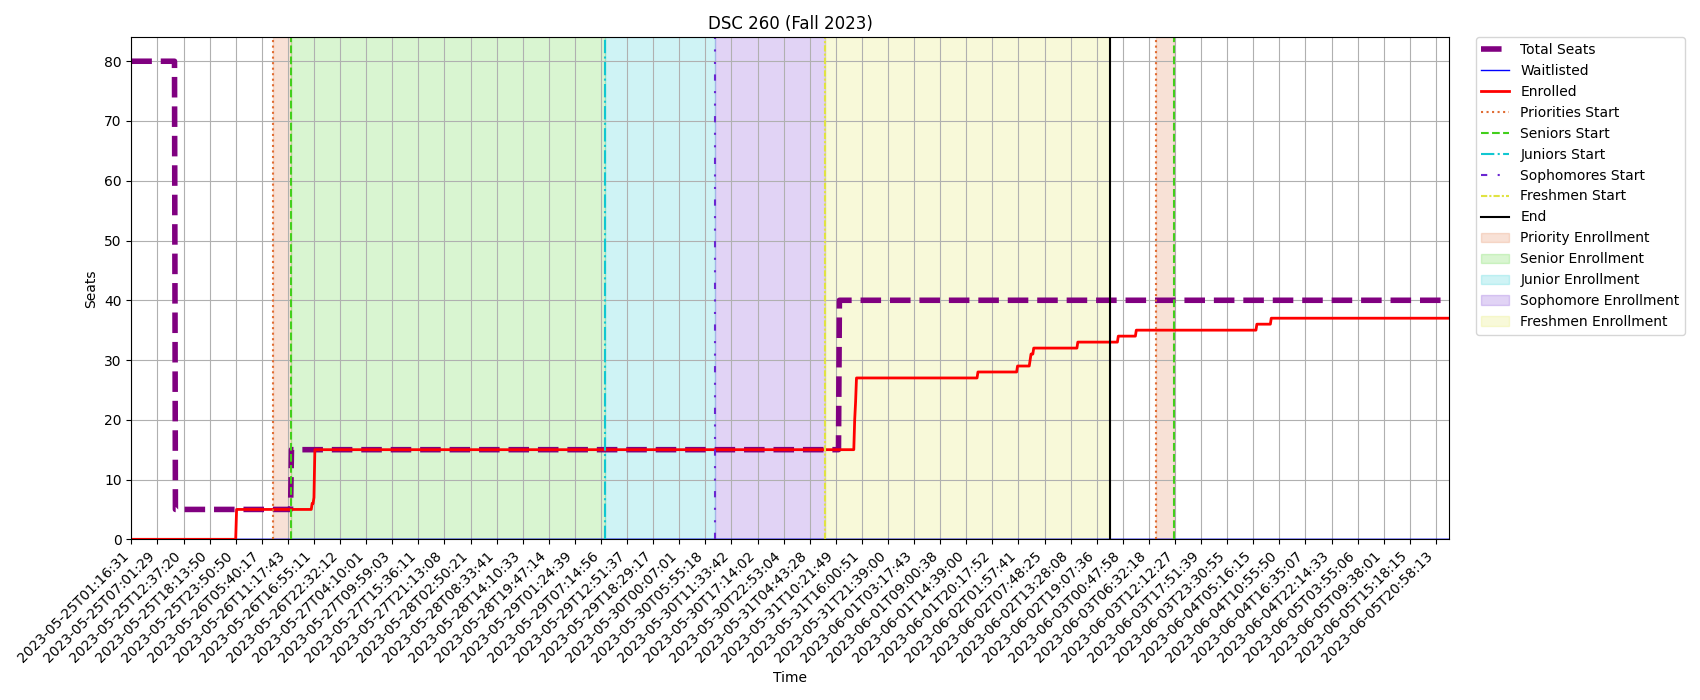 DSC 260 (Fall 2023)
80
70
60
50
40
30
20
10
0
Seats
2023-05-25T01:16:31
2023-05-25T07:01:29
2023-05-25T12:37:20
2023-05-25T18:13:50
2023-05-25T23:50:50
2023-05-26T05:40:17
2023-05-26T11:17:43
2023-05-26T16:55:11
2023-05-26T22:32:12
2023-05-27T04:10:01
2023-05-27T09:59:03
2023-05-27T15:36:11
2023-05-27T21:13:08
2023-05-28T02:50:21
2023-05-28T08:33:41
2023-05-28T14:10:33
2023-05-28T19:47:14
2023-05-29T01:24:39
2023-05-29T07:14:56
2023-05-29T12:51:37
2023-05-29T18:29:17
2023-05-30T00:07:01
2023-05-30T05:55:18
2023-05-30T11:33:42
2023-05-30T17:14:02
2023-05-30T22:53:04
2023-05-31T04:43:28
2023-05-31T10:21:49
2023-05-31T16:00:51
2023-05-31T21:39:00
2023-06-01T03:17:43
2023-06-01T09:00:38
2023-06-01T14:39:00
2023-06-01T20:17:52
2023-06-02T01:57:41
2023-06-02T07:48:25
2023-06-02T13:28:08
2023-06-02T19:07:36
2023-06-03T00:47:58
2023-06-03T06:32:18
2023-06-03T12:12:27
2023-06-03T17:51:39
2023-06-03T23:30:55
2023-06-04T05:16:15
2023-06-04T10:55:50
2023-06-04T16:35:07
2023-06-04T22:14:33
2023-06-05T03:55:06
2023-06-05T09:38:01
2023-06-05T15:18:15
2023-06-05T20:58:13
Time
Total Seats
Waitlisted
Enrolled
Priorities Start
Seniors Start
Juniors Start
Sophomores Start
Freshmen Start
End
Priority Enrollment
Senior Enrollment
Junior Enrollment
Sophomore Enrollment
Freshmen Enrollment